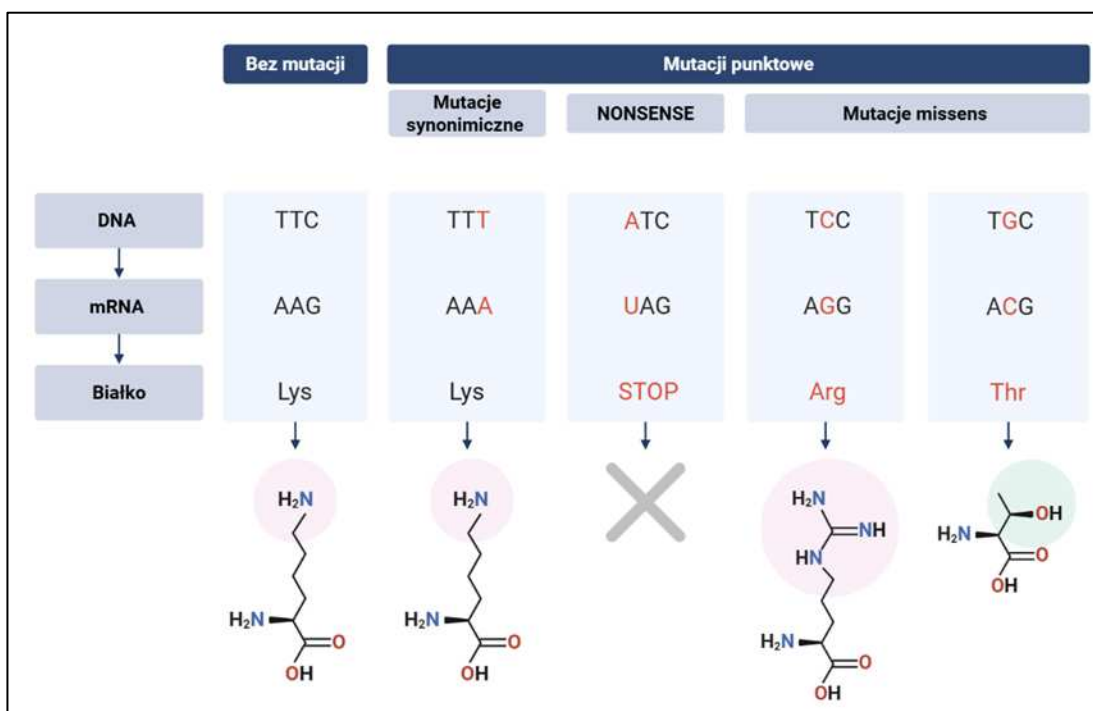 Bez mutacji
Mutacji punktowe
Mutacje
synonimiczne
NONSENSE
Mutacje missens
DNA
TTC
TTT
ATC
TCC
TGC
mRNA
AAG
AAA
UAG
AGG
ACG
Białko
Lys
Lys
STOP
Arg
Thr
H₂N
H₂N
H₂N
NH
HN
OH
H₂N
O
OH
H₂N
O
OH
H₂N
O
OH
H₂N
O
OH